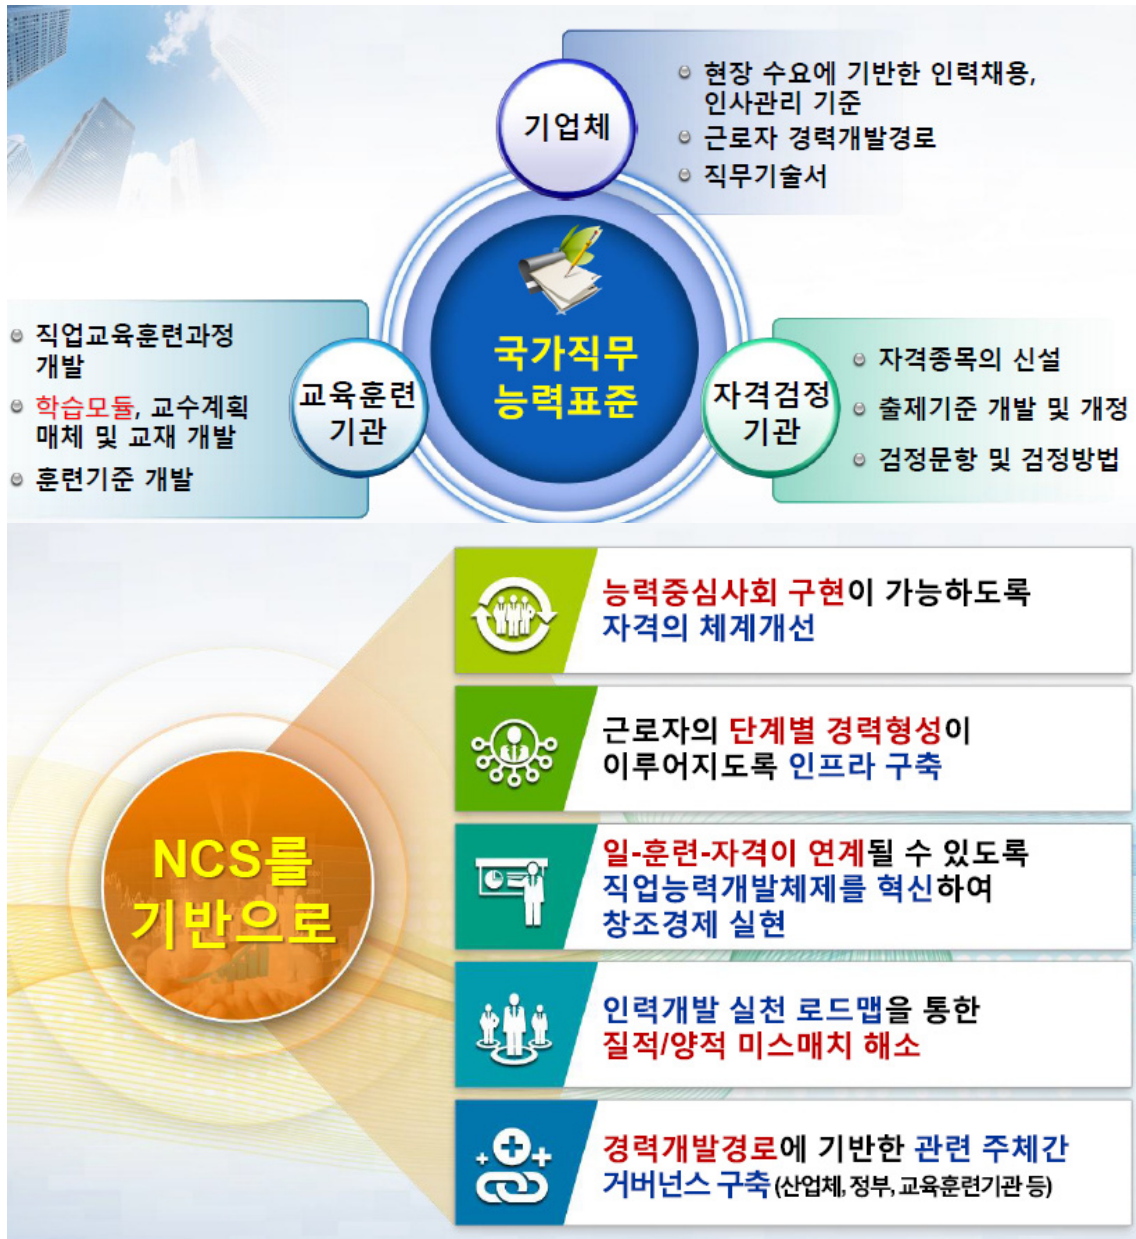 기업체
현장 수요에 기반한 인력채용,
인사관리 기준
근로자 경력개발경로
직무기술서
국가직무
능력표준
직업교육훈련과정
개발
학습모듈, 교수계획
매체 및 교재 개발
훈련기준 개발
교육훈련
기관
자격검정
기관
자격종목의 신설
출제기준 개발 및 개정
검정문항 및 검정방법
NCS를
기반으로
능력중심사회 구현이 가능하도록
자격의 체계개선
근로자의 단계별 경력형성이
이루어지도록 인프라 구축
일-훈련-자격이 연계될 수 있도록
직업능력개발체제를 혁신하여
창조경제 실현
인력개발 실천 로드맵을 통한
질적/양적 미스매치 해소
경력개발경로에 기반한 관련 주체간
거버넌스 구축 (산업체, 정부, 교육훈련기관 등)